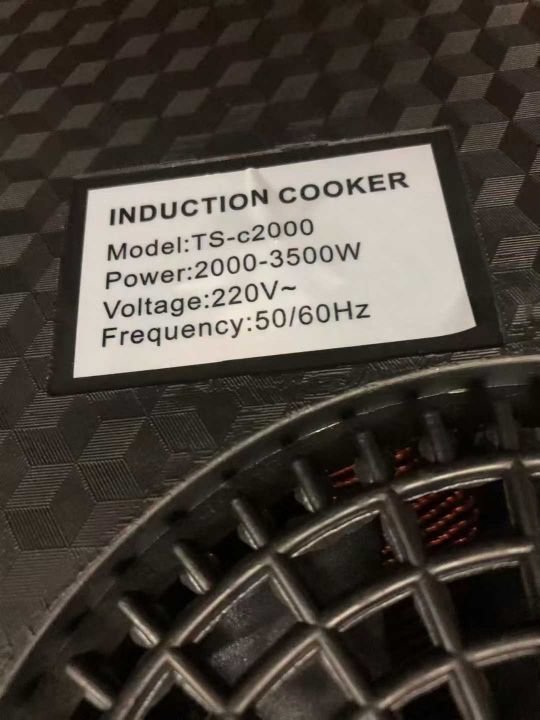 INDUCTION COOKER
Model:TS-c2000
Power:2000-3500W
Voltage:220V~
Frequency:50/60Hz